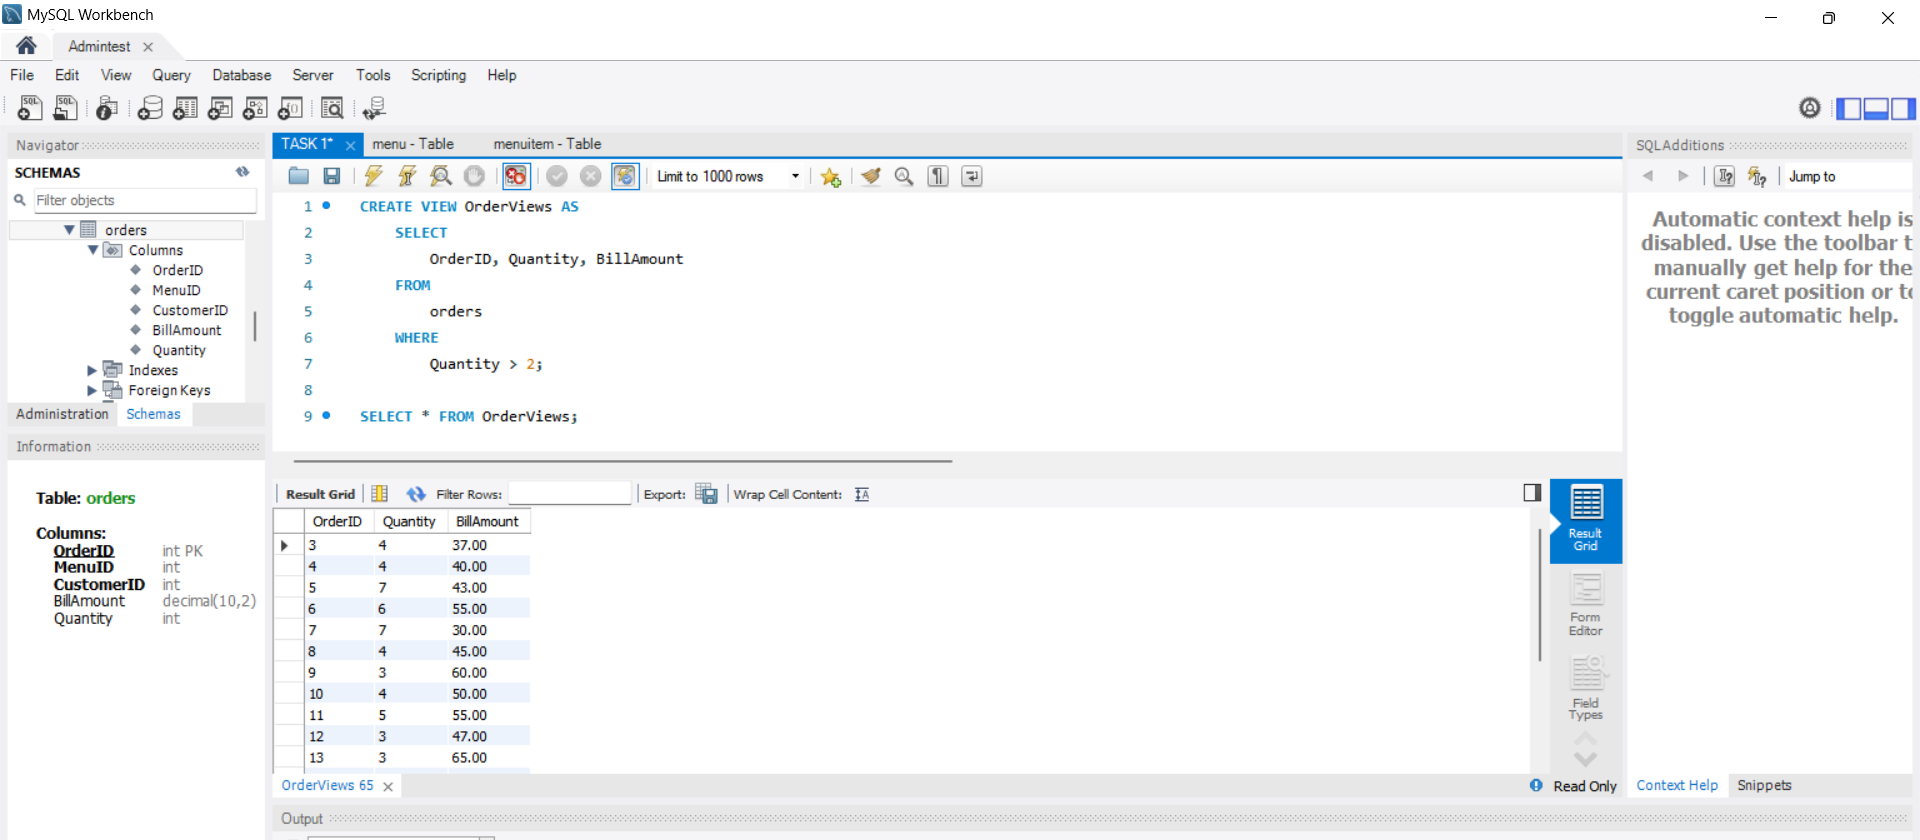 MySQL Workbench
Admintest
File Edit View Query Database Server Tools Scripting Help
Navigator
SCHEMAS
Filter objects
orders
Columns
OrderID
MenuID
CustomerID
BillAmount
Quantity
Indexes
Foreign Keys
Administration Schemas
Information
Table: orders
Columns:
OrderID int PK
MenuID int
CustomerID int
BillAmount decimal(10,2)
Quantity int
TASK 1* menu - Table menuitem - Table
Limit to 1000 rows
1 CREATE VIEW OrderViews AS
2 SELECT
3 OrderID, Quantity, BillAmount
4 FROM
5 orders
6 WHERE
7 Quantity > 2;
8
9 SELECT * FROM OrderViews;
Result Grid Filter Rows: Export: Wrap Cell Content:
OrderID Quantity BillAmount
3 4 37.00
4 4 40.00
5 7 43.00
6 6 55.00
7 7 30.00
8 4 45.00
9 3 60.00
10 4 50.00
11 5 55.00
12 3 47.00
13 3 65.00
Result
Grid
Form
Editor
Field
Types
OrderViews 65
Read Only
Output
SQLAdditions
Jump to
Automatic context help is
disabled. Use the toolbar t
manually get help for the
current caret position or to
toggle automatic help.
Context Help Snippets